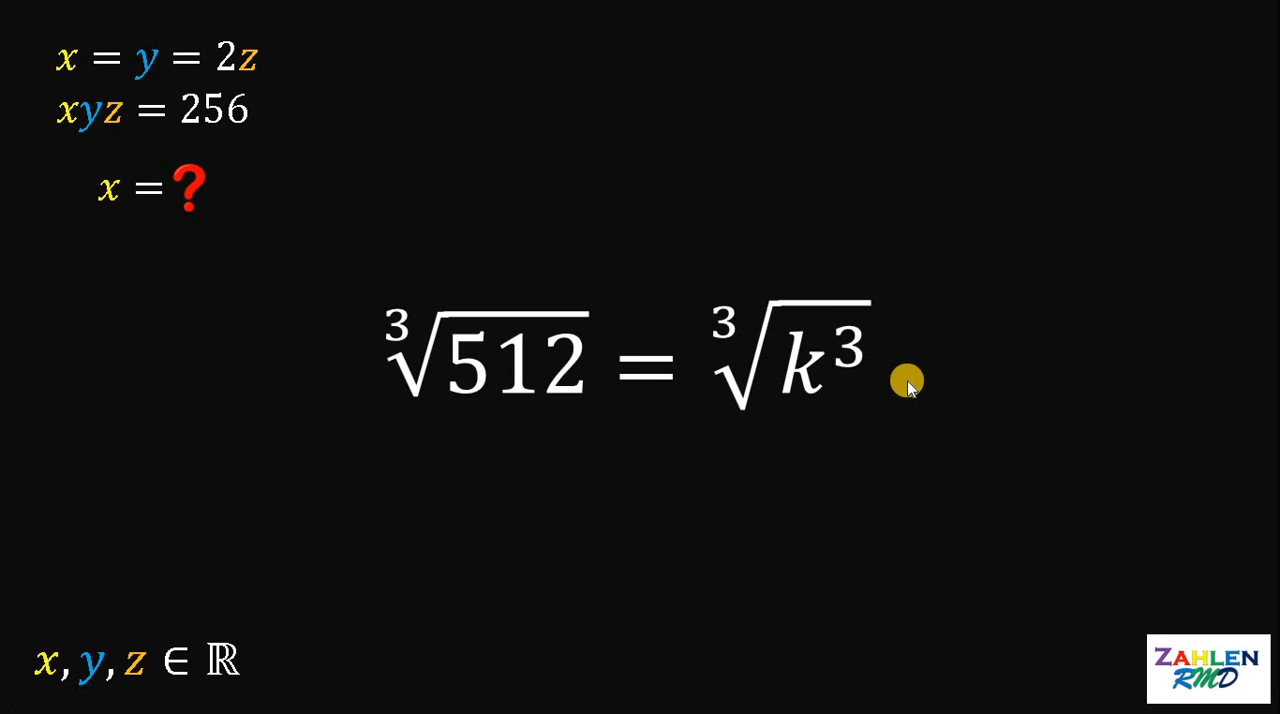 x = y = 2z
xyz = 256
x = ❓
∛512 = ∛k³
x, y, z ∈ ℝ
ZAHLEN
RMD